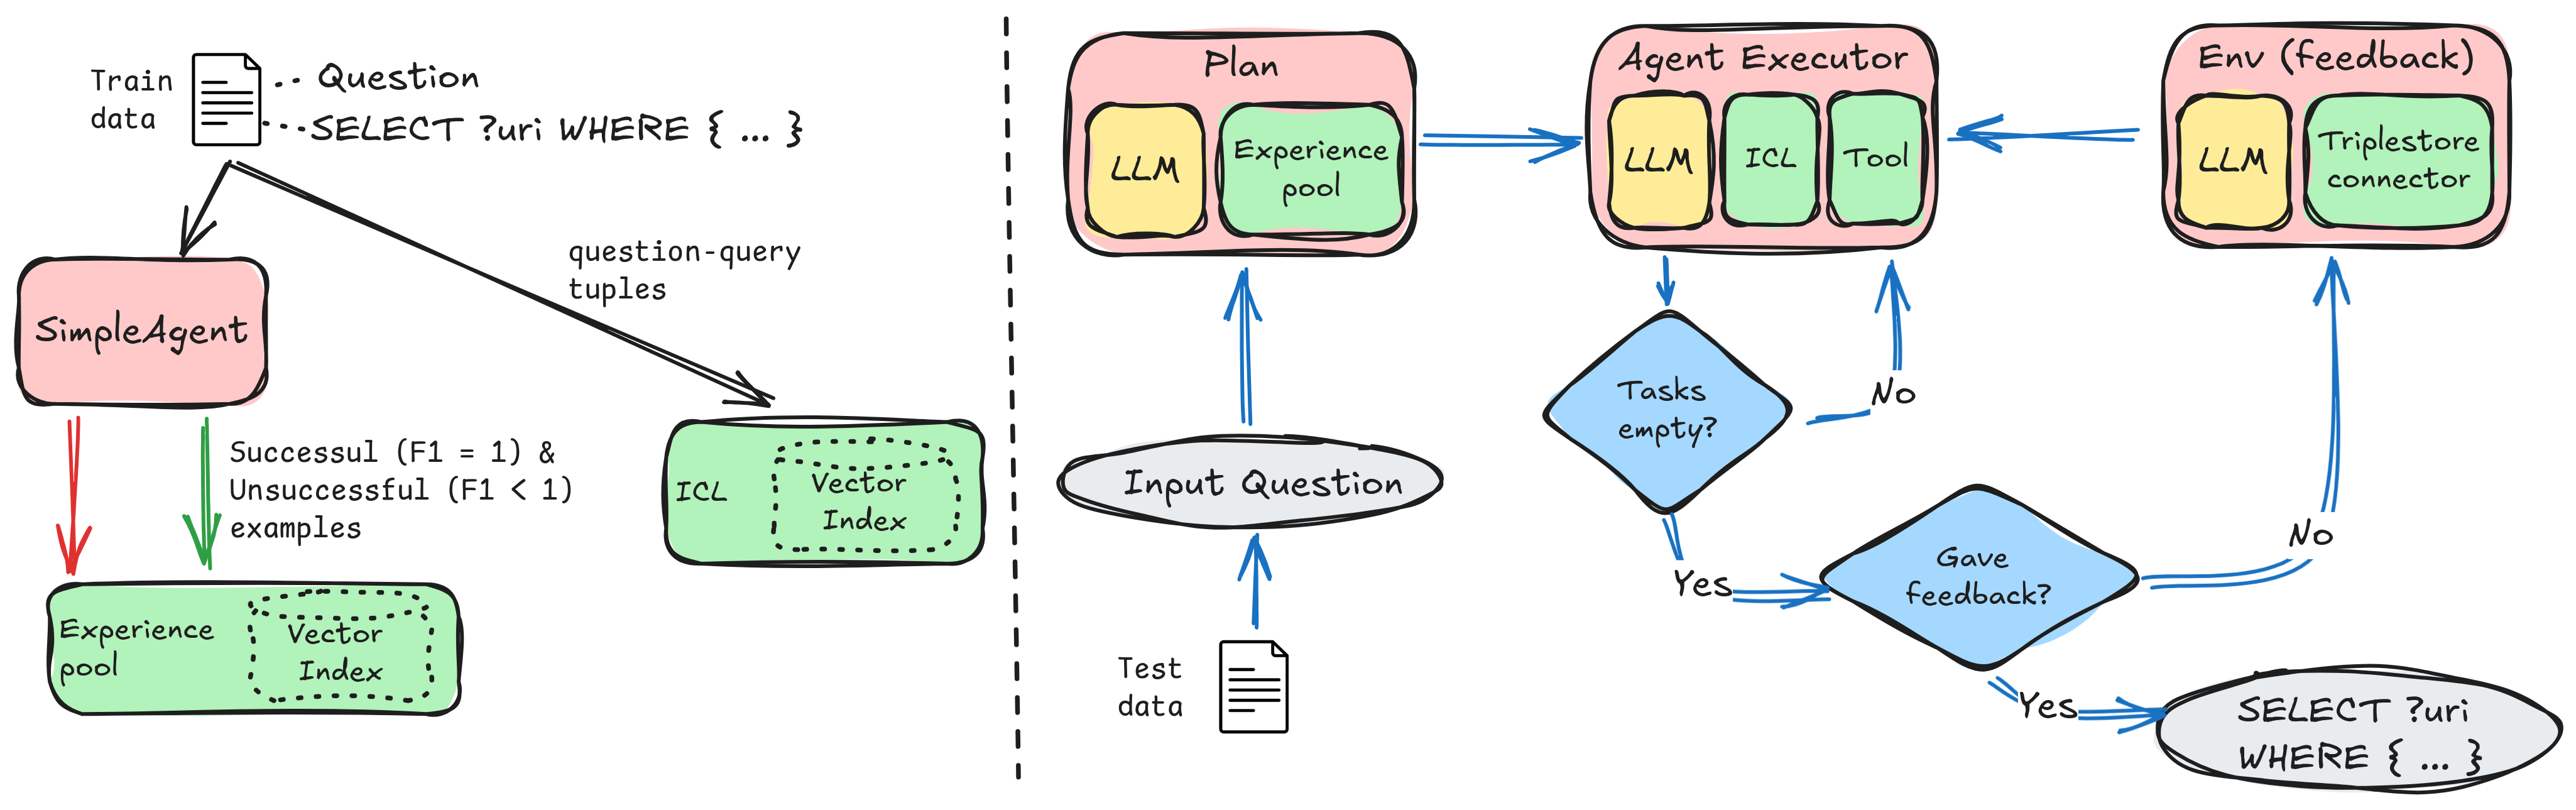 Train
data
Question
SELECT ?uri WHERE { ... }
question-query
tuples
SimpleAgent
Successul (F1 = 1) &
Unsuccessful (F1 < 1)
examples
ICL
Vector
Index
Experience
pool
Vector
Index
Plan
LLM
Experience
pool
Input Question
Test
data
Agent Executor
LLM
ICL
Tool
Env (feedback)
LLM
Triplestore
connector
Tasks
empty?
No
Yes
Gave
feedback?
No
Yes
SELECT ?uri
WHERE { ... }